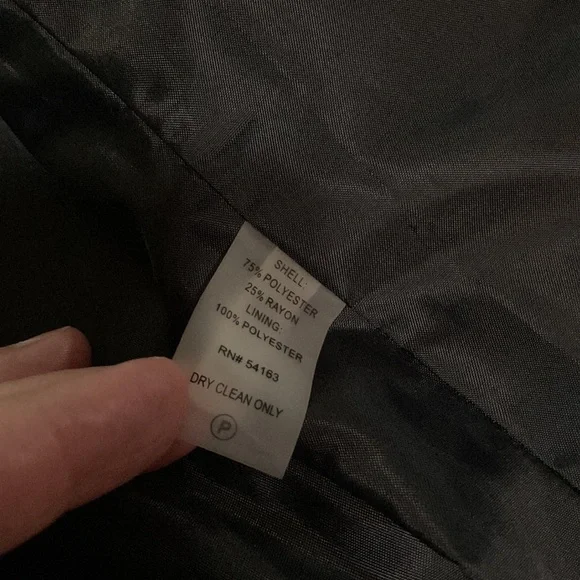 SHELL:
75% POLYESTER
25% RAYON
LINING:
100% POLYESTER
RN# 54163
DRY CLEAN ONLY
P